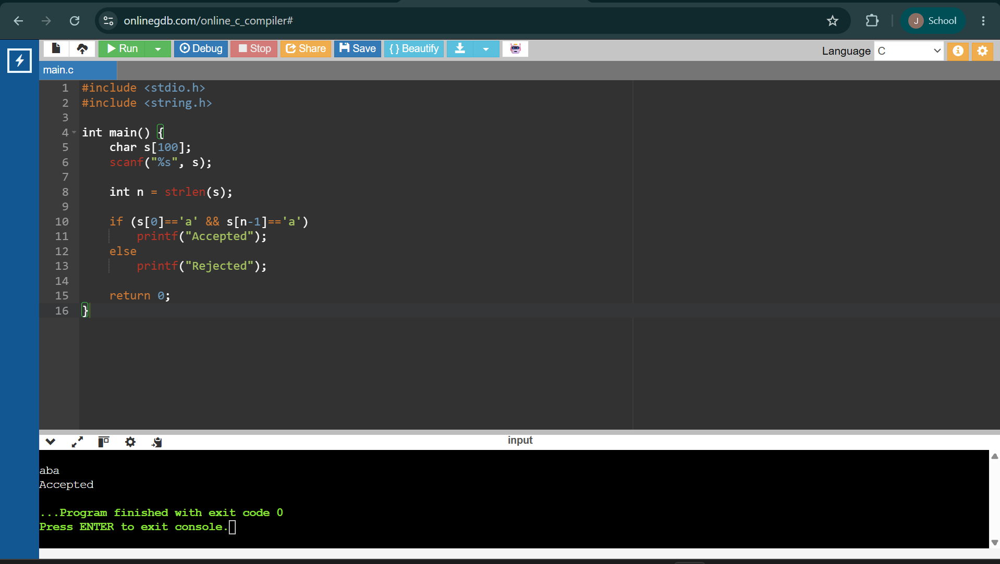 onlinegdb.com/online_c_compiler#
J School
Run Debug Stop Share Save { } Beautify
Language C
main.c
1 #include <stdio.h>
2 #include <string.h>
3
4 int main() {
5     char s[100];
6     scanf("%s", s);
7
8     int n = strlen(s);
9
10     if (s[0]=='a' && s[n-1]=='a')
11         printf("Accepted");
12     else
13         printf("Rejected");
14
15     return 0;
16 }
input
aba
Accepted
...Program finished with exit code 0
Press ENTER to exit console.